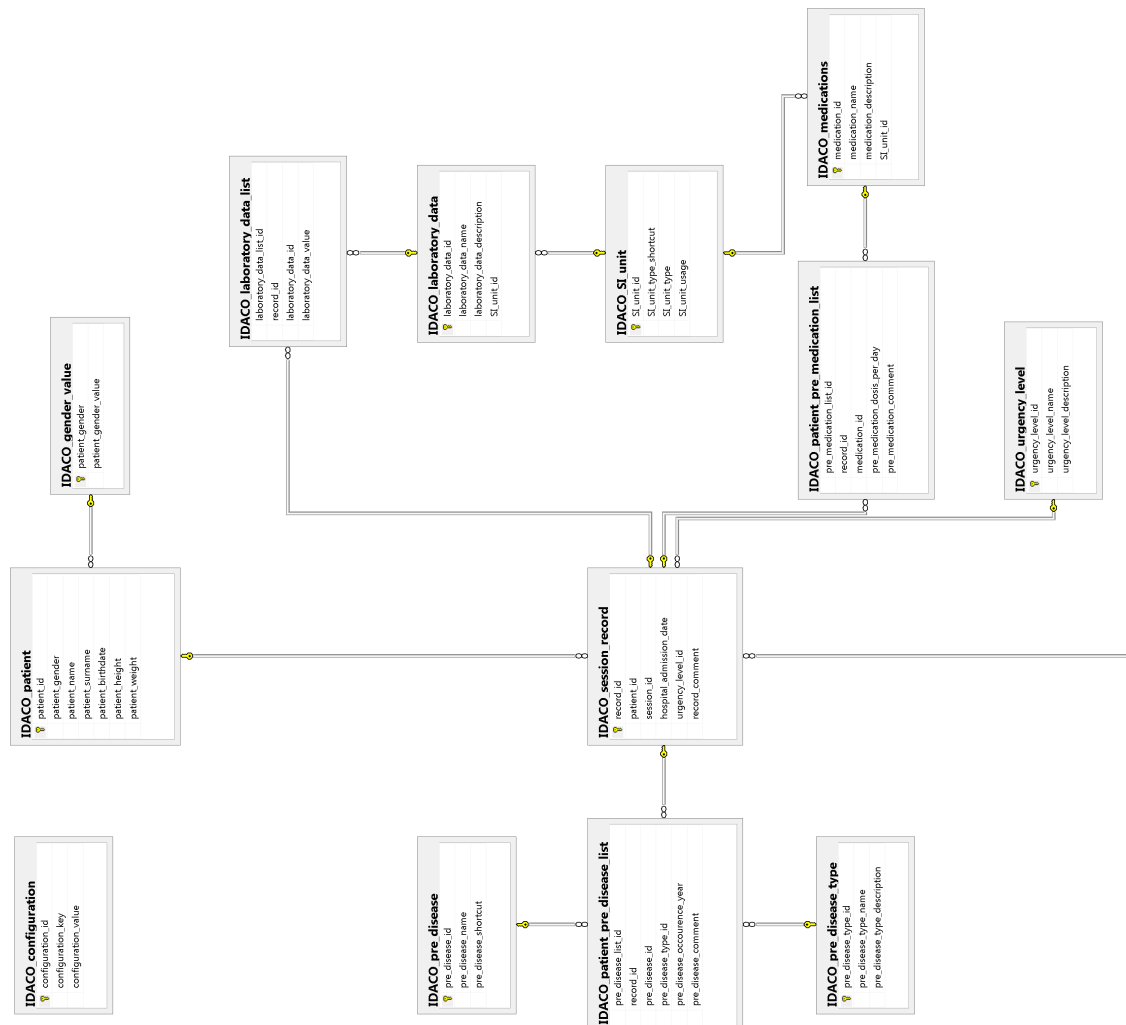 IDACO_medications
medication_id
medication_name
medication_description
SI_unit_id
IDACO_laboratory_data_list
laboratory_data_list_id
record_id
laboratory_data_id
laboratory_data_value
IDACO_laboratory_data
laboratory_data_id
laboratory_data_name
laboratory_data_description
SI_unit_id
IDACO_SI_unit
SI_unit_id
SI_unit_type_shortcut
SI_unit_type
SI_unit_usage
IDACO_patient_pre_medication_list
pre_medication_list_id
record_id
medication_id
pre_medication_dosis_per_day
pre_medication_comment
IDACO_gender_value
patient_gender
patient_gender_value
IDACO_urgency_level
urgency_level_id
urgency_level_name
urgency_level_description
IDACO_patient
patient_id
patient_gender
patient_name
patient_surname
patient_birthdate
patient_height
patient_weight
IDACO_session_record
record_id
patient_id
session_id
hospital_admission_date
urgency_level_id
record_comment
IDACO_configuration
configuration_id
configuration_key
configuration_value
IDACO_pre_disease
pre_disease_id
pre_disease_name
pre_disease_shortcut
IDACO_patient_pre_disease_list
pre_disease_list_id
record_id
pre_disease_id
pre_disease_type_id
pre_disease_occourence_year
pre_disease_comment
IDACO_pre_disease_type
pre_disease_type_id
pre_disease_type_name
pre_disease_type_description